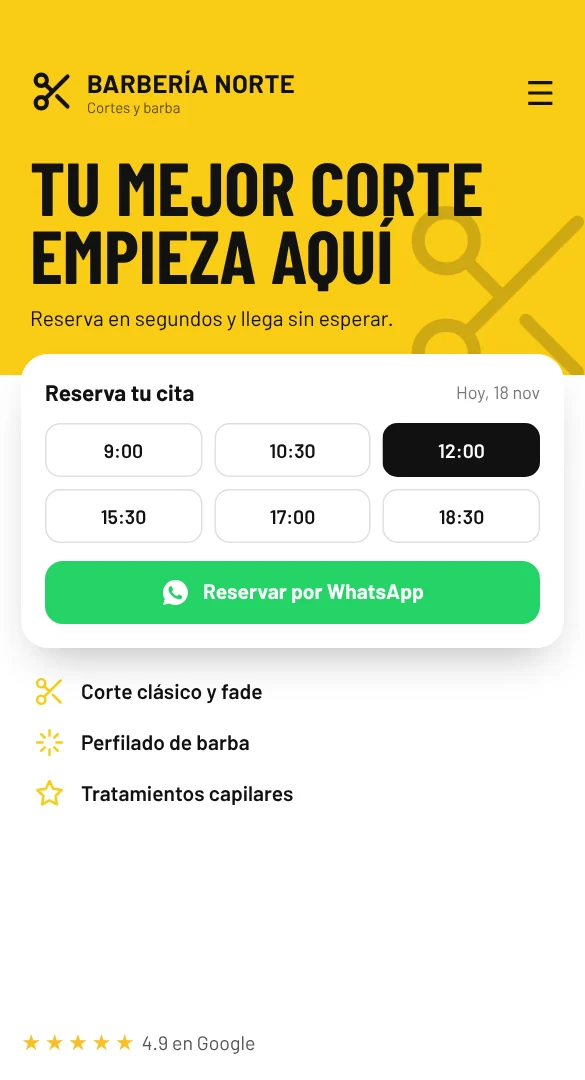 BARBERÍA NORTE
Cortes y barba
TU MEJOR CORTE
EMPIEZA AQUÍ
Reserva en segundos y llega sin esperar.
Reserva tu cita
Hoy, 18 nov
9:00
10:30
12:00
15:30
17:00
18:30
Reservar por WhatsApp
Corte clásico y fade
Perfilado de barba
Tratamientos capilares
★★★★★ 4.9 en Google